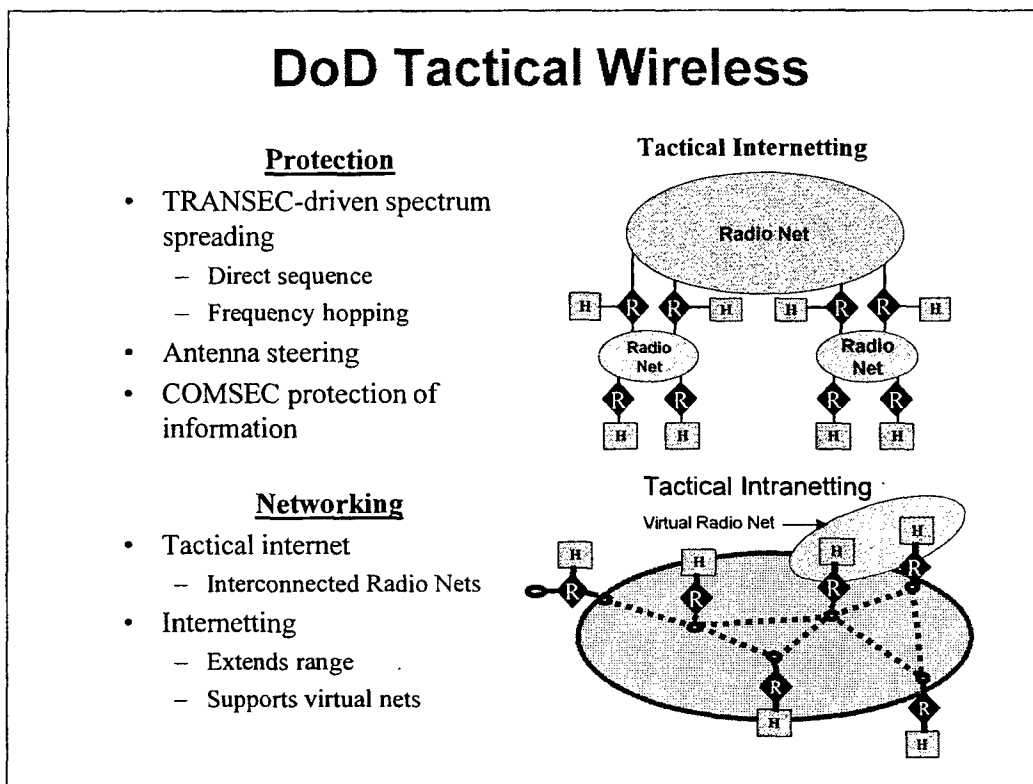 DoD Tactical Wireless
Protection
• TRANSEC-driven spectrum
spreading
– Direct sequence
– Frequency hopping
• Antenna steering
• COMSEC protection of
information
Networking
• Tactical internet
– Interconnected Radio Nets
• Internetting
– Extends range
– Supports virtual nets
Tactical Internetting
Radio Net
H R R H H R R H
Radio
Net
Radio
Net
R R R R
H H H H
Tactical Intranetting
Virtual Radio Net
H
H
H
H
R
R
R
R
R
R
H
H